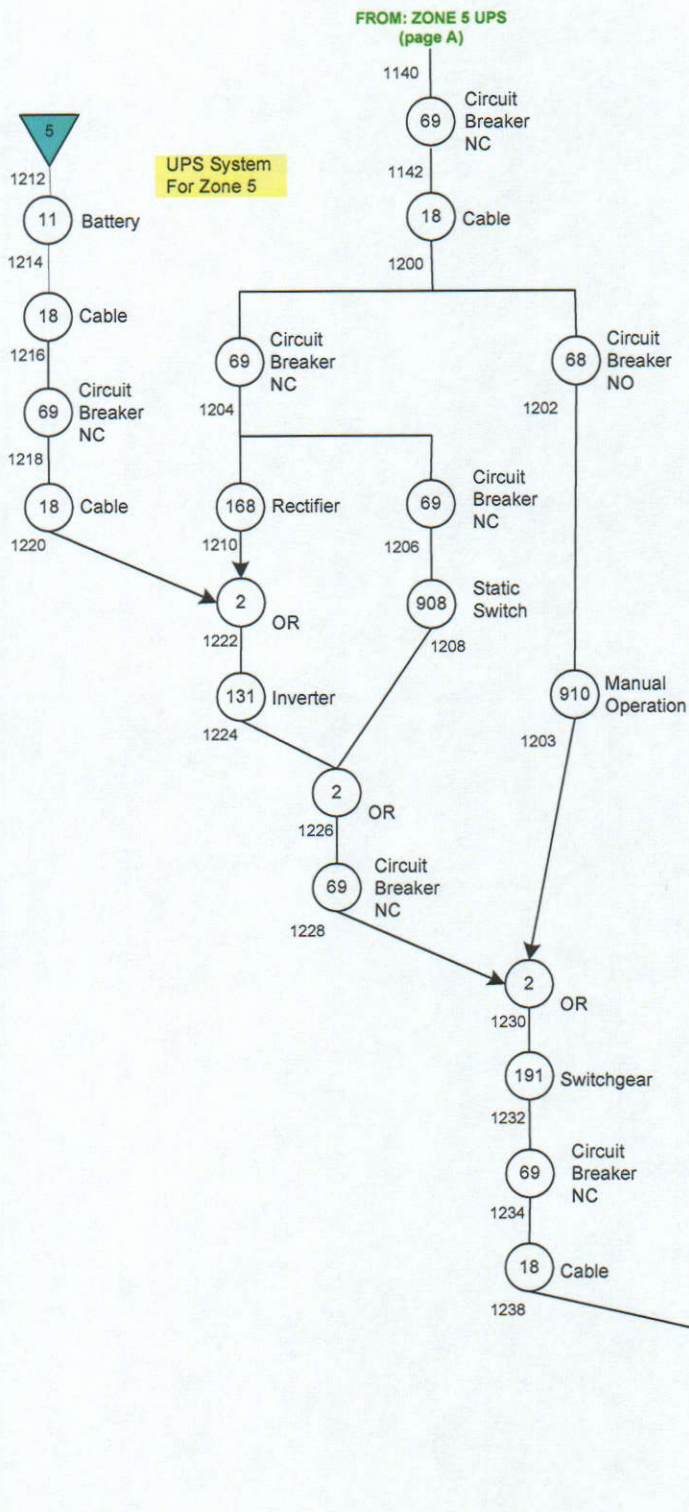 FROM: ZONE 5 UPS
(page A)
1140
69
Circuit
Breaker
NC
5
1142
UPS System
For Zone 5
1212
11
Battery
18
Cable
1214
1200
18
Cable
69
Circuit
Breaker
NC
68
Circuit
Breaker
NO
1216
69
Circuit
Breaker
NC
1204
1202
1218
18
Cable
168
Rectifier
69
Circuit
Breaker
NC
1220
1210
1206
2
OR
908
Static
Switch
1222
1208
131
Inverter
910
Manual
Operation
1224
1203
2
OR
1226
69
Circuit
Breaker
NC
1228
2
OR
1230
191
Switchgear
1232
69
Circuit
Breaker
NC
1234
18
Cable
1238